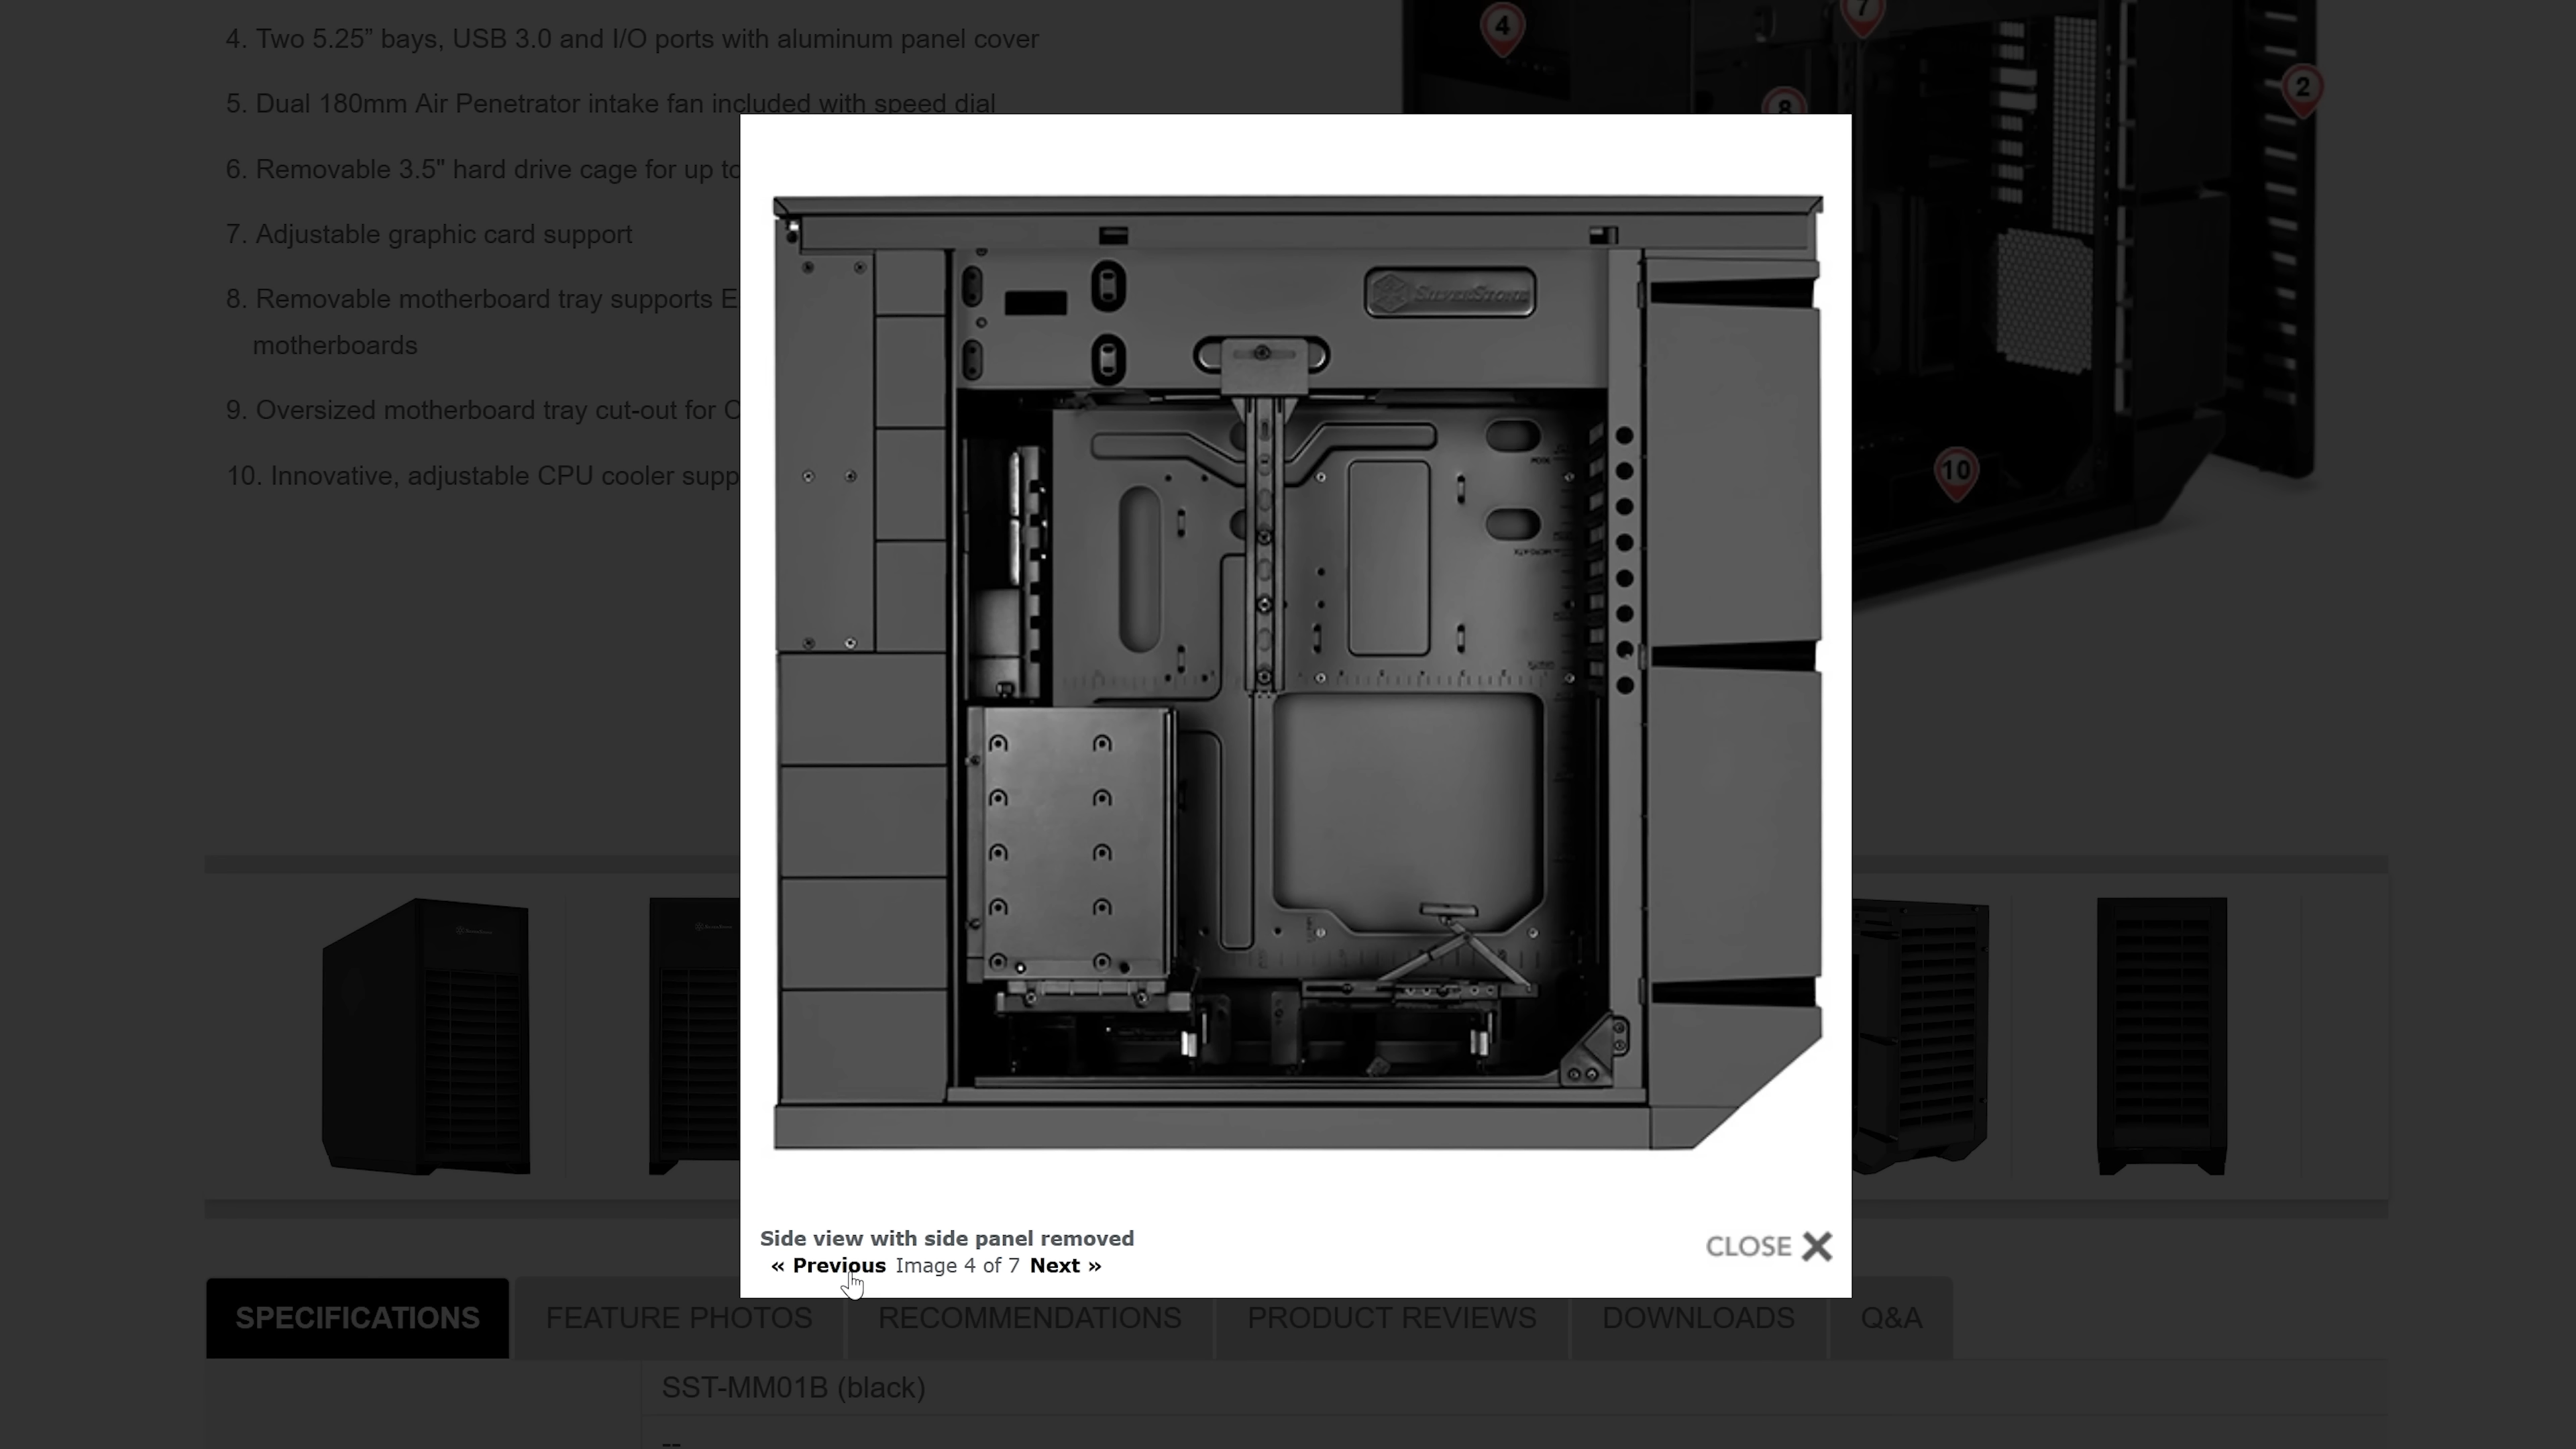 4. Two 5.25” bays, USB 3.0 and I/O ports with aluminum panel cover
5. Dual 180mm Air Penetrator intake fan included with speed dial
6. Removable 3.5" hard drive cage for up to
7. Adjustable graphic card support
8. Removable motherboard tray supports E
motherboards
9. Oversized motherboard tray cut-out for C
10. Innovative, adjustable CPU cooler supp
4
7
8
2
10
SILVERSTONE
Side view with side panel removed
« Previous Image 4 of 7 Next »
CLOSE X
SPECIFICATIONS
FEATURE PHOTOS
RECOMMENDATIONS
PRODUCT REVIEWS
DOWNLOADS
Q&A
SST-MM01B (black)
--